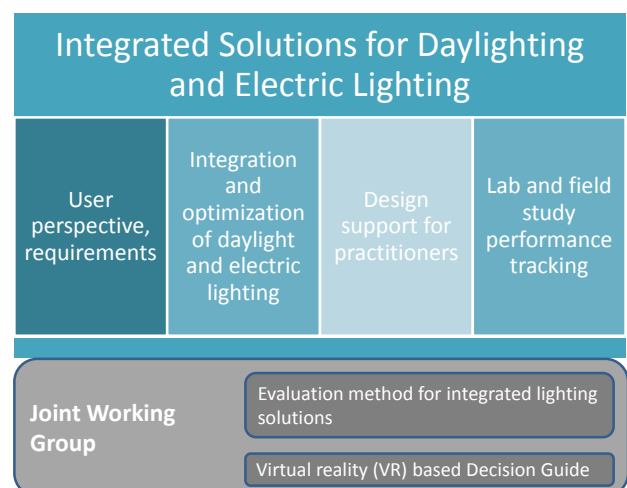 Integrated Solutions for Daylighting
and Electric Lighting
User
perspective,
requirements
Integration
and
optimization
of daylight
and electric
lighting
Design
support for
practitioners
Lab and field
study
performance
tracking
Joint Working
Group
Evaluation method for integrated lighting
solutions
Virtual reality (VR) based Decision Guide